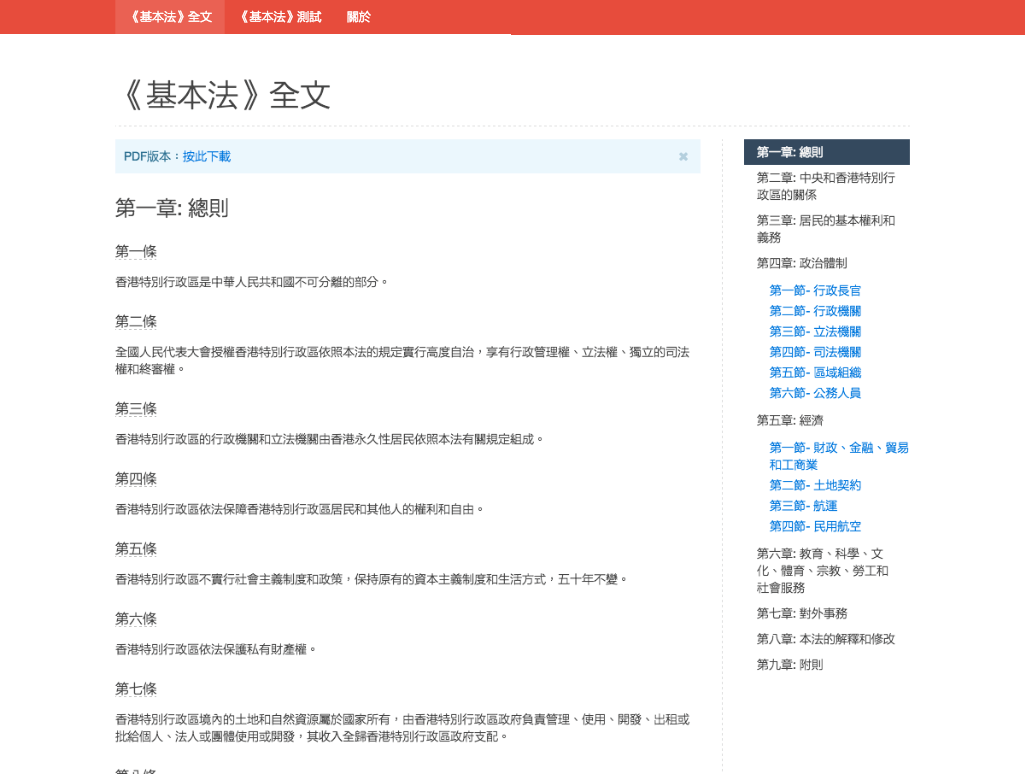 《基本法》全文
《基本法》測試
關於
《基本法》全文
PDF版本：按此下載
✖
第一章: 總則
第一條
香港特別行政區是中華人民共和國不可分離的部分。
第二條
全國人民代表大會授權香港特別行政區依照本法的規定實行高度自治，享有行政管理權、立法權、獨立的司法
權和終審權。
第三條
香港特別行政區的行政機關和立法機關由香港永久性居民依照本法有關規定組成。
第四條
香港特別行政區依法保障香港特別行政區居民和其他人的權利和自由。
第五條
香港特別行政區不實行社會主義制度和政策，保持原有的資本主義制度和生活方式，五十年不變。
第六條
香港特別行政區依法保護私有財產權。
第七條
香港特別行政區境內的土地和自然資源屬於國家所有，由香港特別行政區政府負責管理、使用、開發、出租或
批給個人、法人或團體使用或開發，其收入全歸香港特別行政區政府支配。
第八條
第一章: 總則
第二章: 中央和香港特別行
政區的關係
第三章: 居民的基本權利和
義務
第四章: 政治體制
第一節- 行政長官
第二節- 行政機關
第三節- 立法機關
第四節- 司法機關
第五節- 區域組織
第六節- 公務人員
第五章: 經濟
第一節- 財政、金融、貿易
和工商業
第二節- 土地契約
第三節- 航運
第四節- 民用航空
第六章: 教育、科學、文
化、體育、宗教、勞工和
社會服務
第七章: 對外事務
第八章: 本法的解釋和修改
第九章: 附則